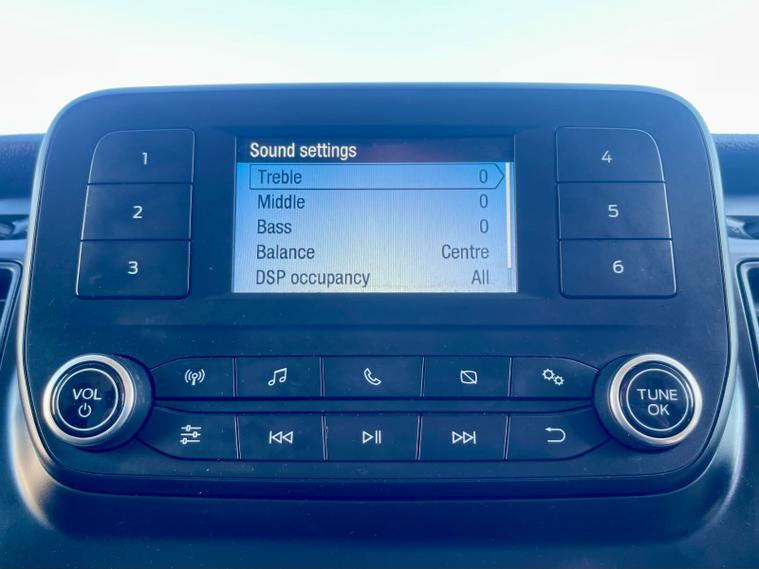 Sound settings
Treble 0
Middle 0
Bass 0
Balance Centre
DSP occupancy All
1
2
3
4
5
6
VOL
TUNE
OK